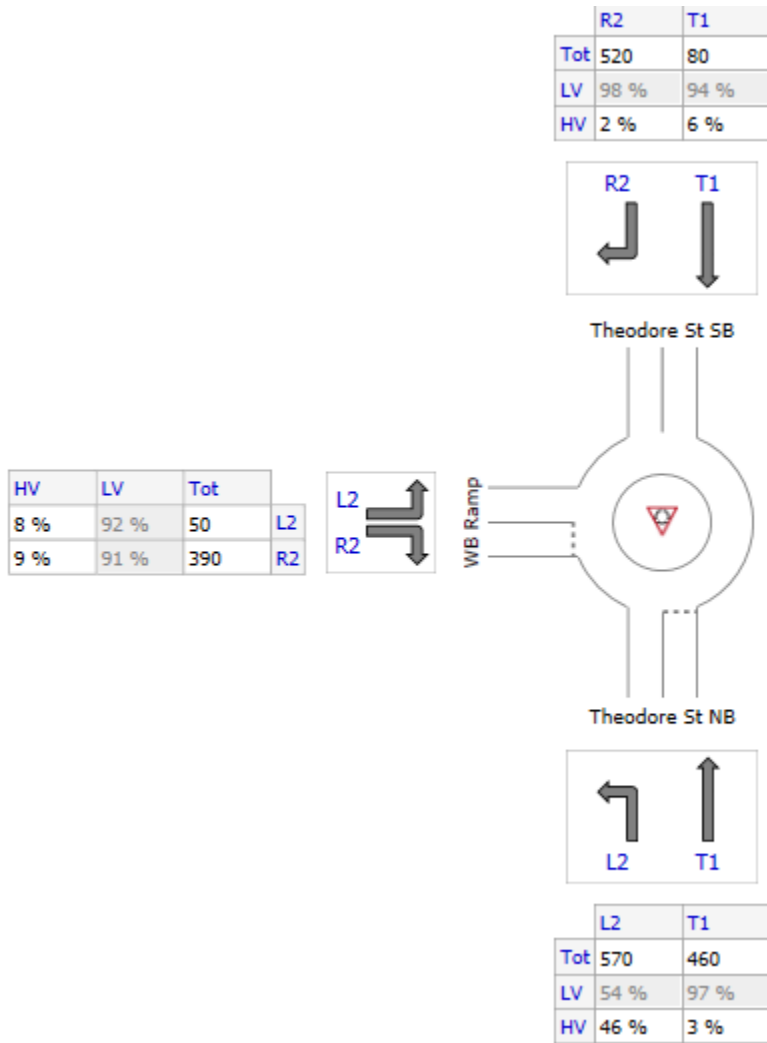 R2 T1
Tot 520 80
LV 98 % 94 %
HV 2 % 6 %
R2 T1
Theodore St SB
HV LV Tot
8 % 92 % 50 L2
9 % 91 % 390 R2
L2
R2
WB Ramp
Theodore St NB
L2 T1
L2 T1
Tot 570 460
LV 54 % 97 %
HV 46 % 3 %